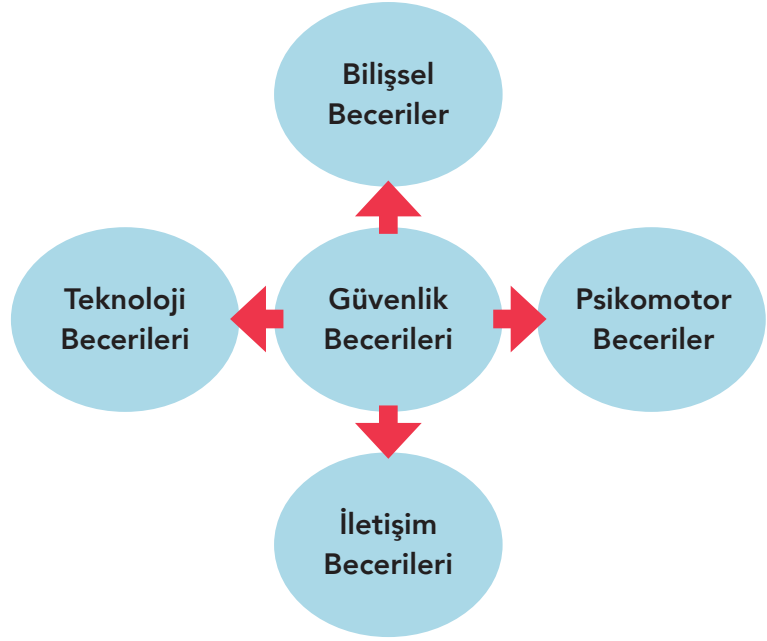 Bilişsel
Beceriler
Teknoloji
Becerileri
Güvenlik
Becerileri
Psikomotor
Beceriler
İletişim
Becerileri